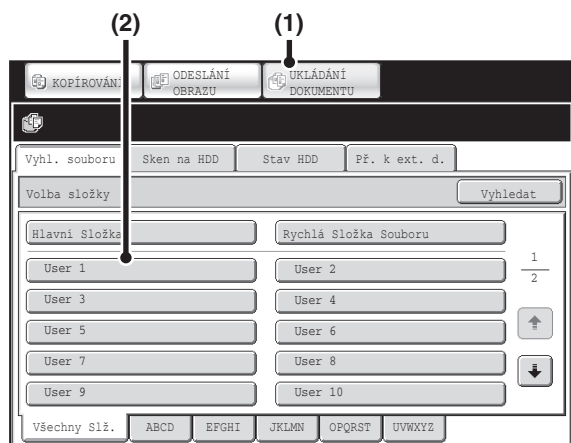 (2) (1)
KOPÍROVÁNÍ ODESLÁNÍ OBRAZU UKLÁDÁNÍ DOKUMENTU
Vyhl. souboru Sken na HDD Stav HDD Př. k ext. d.
Volba složky Vyhledat
Hlavní Složka Rychlá Složka Souboru
User 1 User 2
1
2
User 3 User 4
User 5 User 6
User 7 User 8
User 9 User 10
Všechny Slž. ABCD EFGHI JKLMN OPQRST UVWXYZ